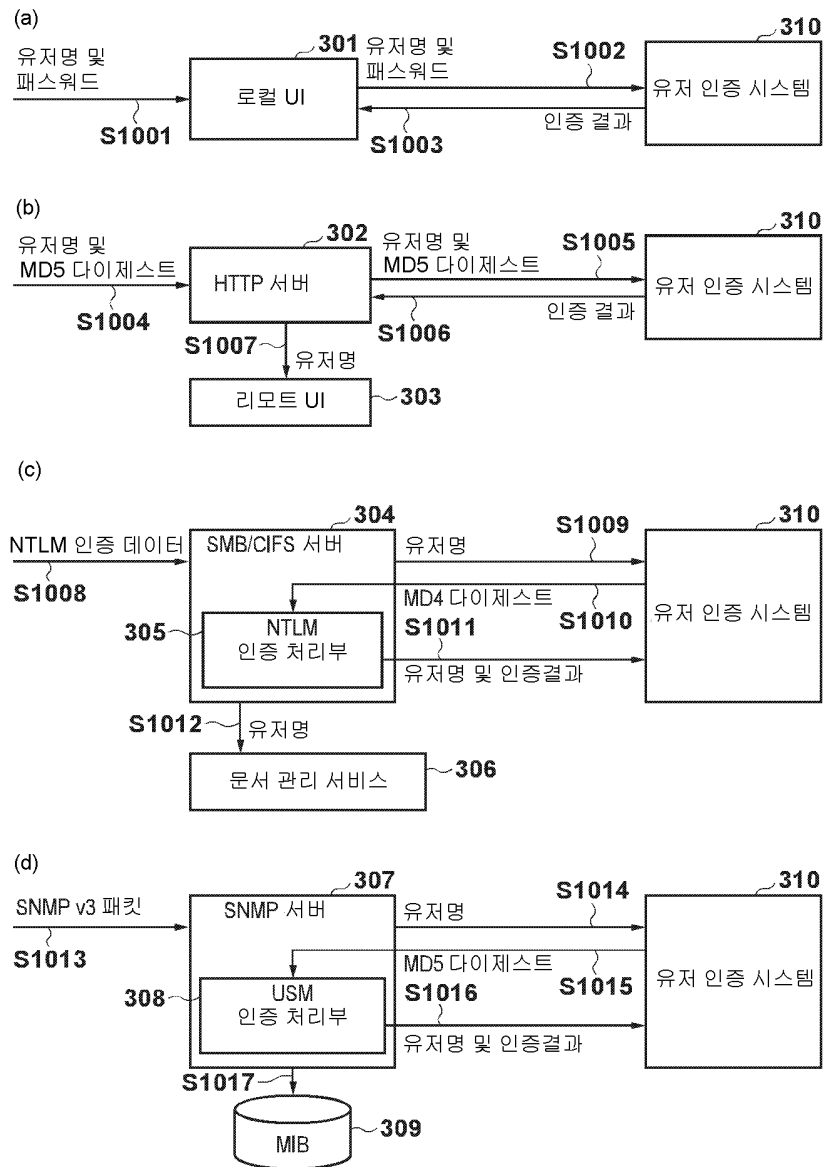 (a)
301
310
유저명 및
패스워드
유저명 및
패스워드
S1002
로컬 UI
유저 인증 시스템
S1001
S1003
인증 결과
(b)
302
310
유저명 및
MD5 다이제스트
유저명 및
MD5 다이제스트
S1005
HTTP 서버
유저 인증 시스템
S1004
S1006
인증 결과
S1007
유저명
리모트 UI
303
(c)
304
310
NTLM 인증 데이터
SMB/CIFS 서버
유저명
S1009
S1008
MD4 다이제스트
S1010
유저 인증 시스템
305
NTLM
인증 처리부
S1011
유저명 및 인증결과
S1012
유저명
문서 관리 서비스
306
(d)
307
310
SNMP v3 패킷
SNMP 서버
유저명
S1014
S1013
MD5 다이제스트
S1015
유저 인증 시스템
308
USM
인증 처리부
S1016
유저명 및 인증결과
S1017
MIB
309